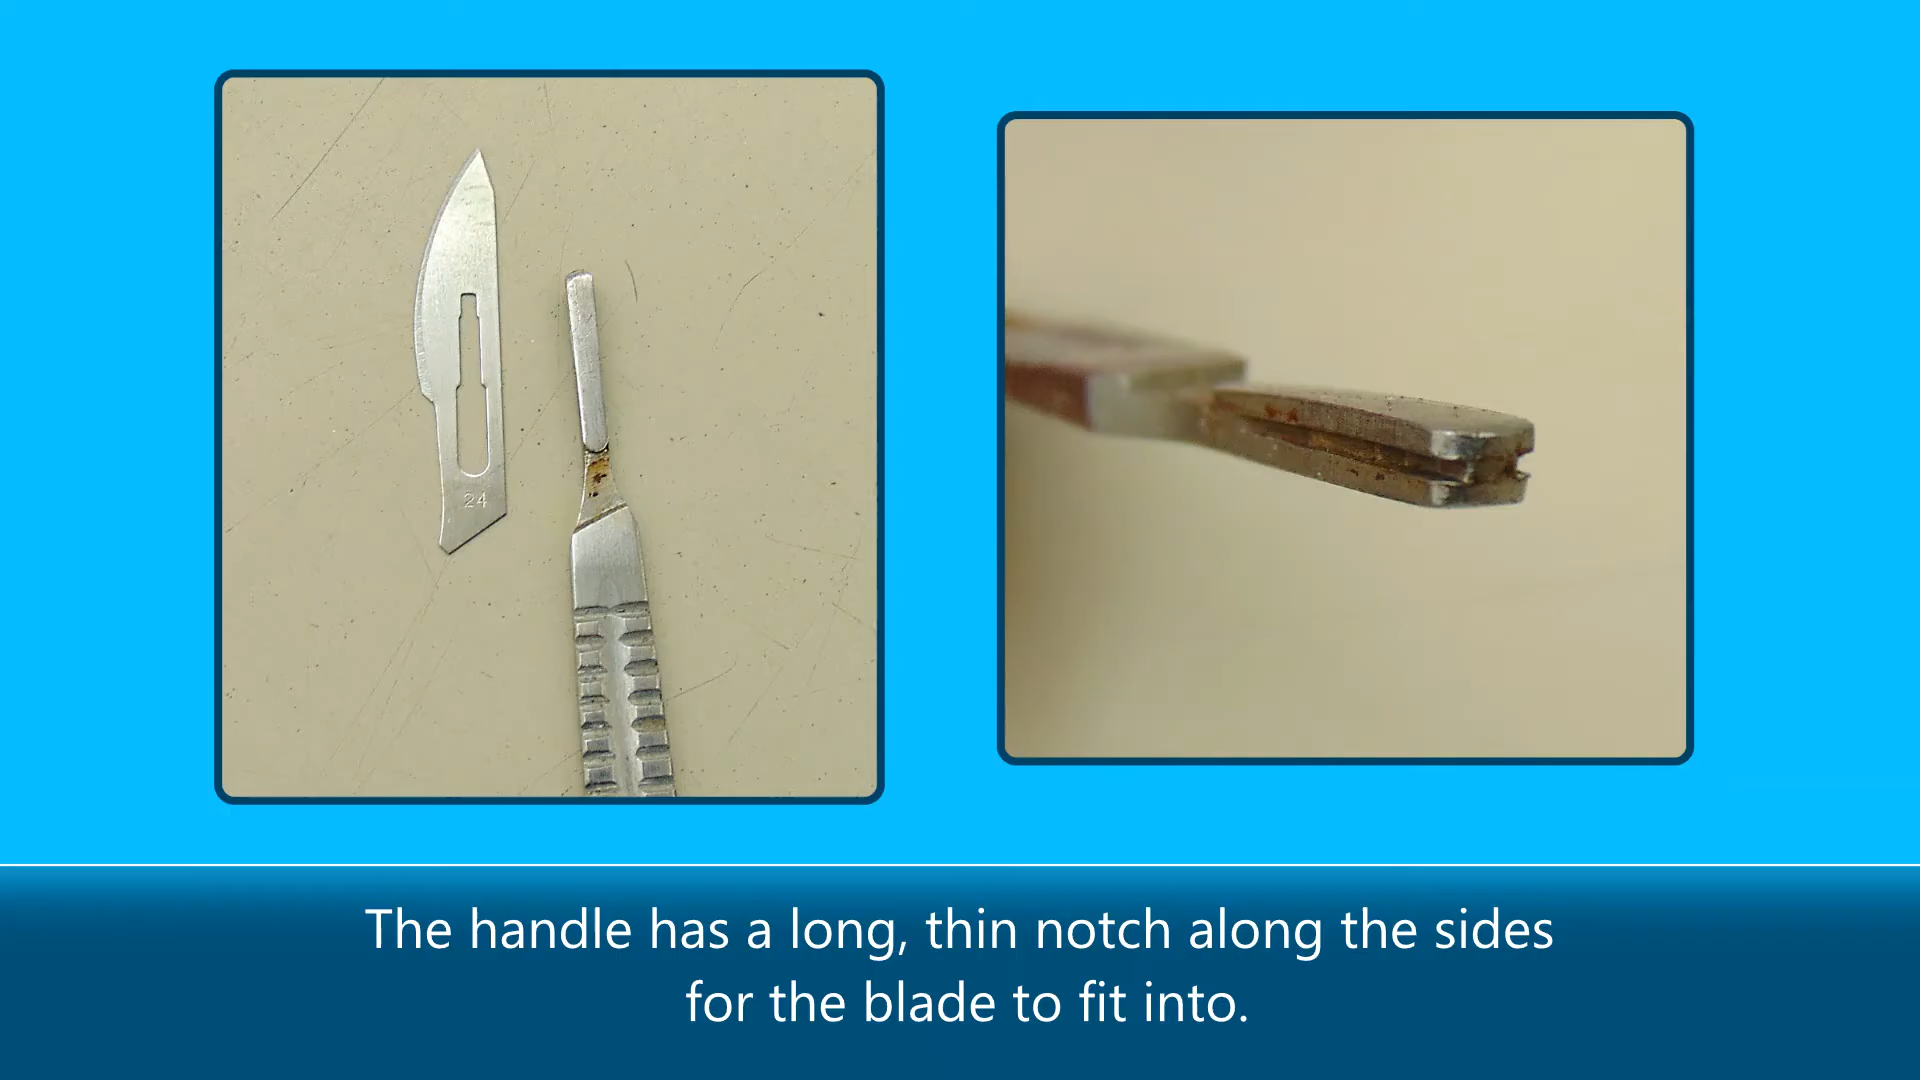 24
The handle has a long, thin notch along the sides
for the blade to fit into.